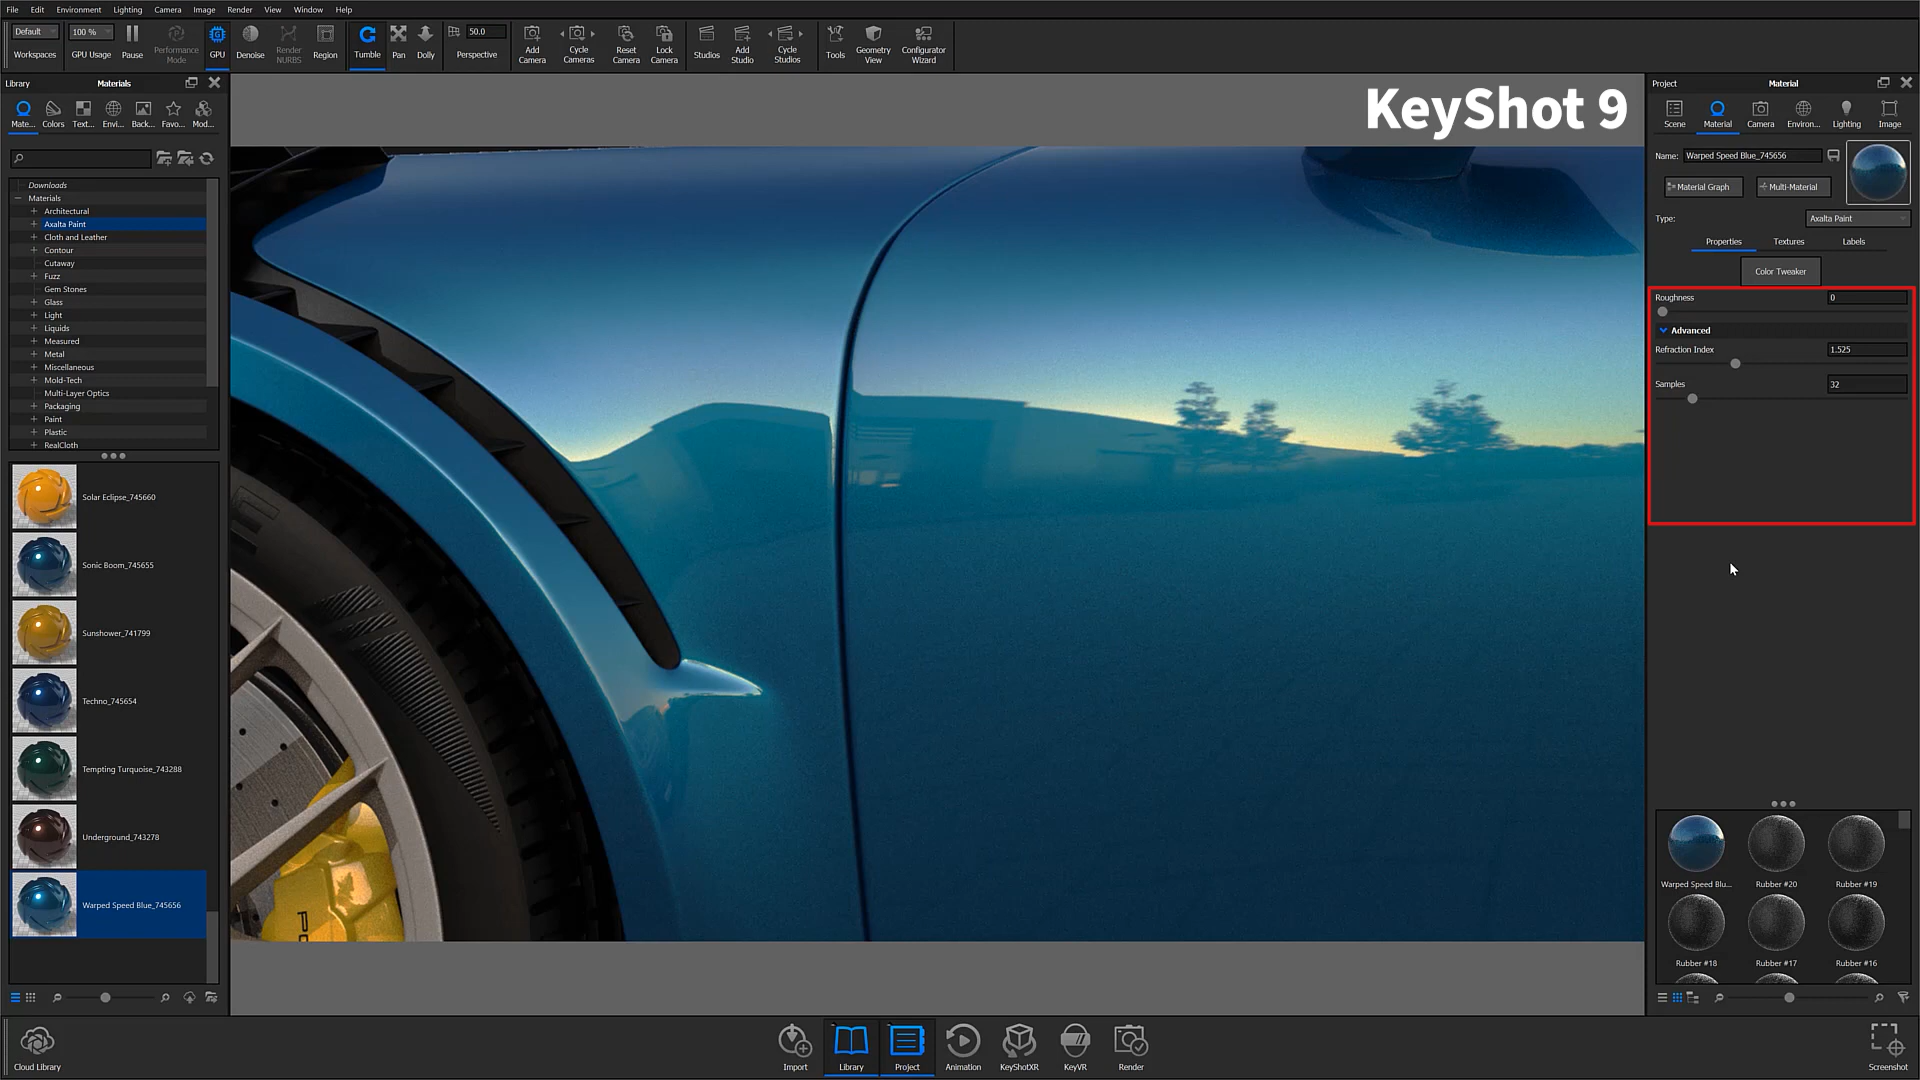 File Edit Environment Lighting Camera Image Render View Window Help
Default 100 % 50.0
Workspaces GPU Usage Pause Performance Mode GPU Denoise Render NURBS Region Tumble Pan Dolly Perspective Add Camera Cycle Cameras Reset Camera Lock Camera Studios Add Studio Cycle Studios Tools Geometry View Configurator Wizard
Library Materials
Mate... Colors Text... Envi... Back... Favo... Mod...
Downloads
Materials
Architectural
Axalta Paint
Cloth and Leather
Contour
Cutaway
Fuzz
Gem Stones
Glass
Light
Liquids
Measured
Metal
Miscellaneous
Mold-Tech
Multi-Layer Optics
Packaging
Paint
Plastic
RealCloth
Solar Eclipse_745660
Sonic Boom_745655
Sunshower_741799
Techno_745654
Tempting Turquoise_743288
Underground_743278
Warped Speed Blue_745656
KeyShot 9
Project Material
Scene Material Camera Environ... Lighting Image
Name: Warped Speed Blue_745656
Material Graph Multi-Material
Type: Axalta Paint
Properties Textures Labels
Color Tweaker
Roughness 0
Advanced
Refraction Index 1.525
Samples 32
Warped Speed Blu... Rubber #20 Rubber #19
Rubber #18 Rubber #17 Rubber #16
Cloud Library Import Library Project Animation KeyShotXR KeyVR Render Screenshot